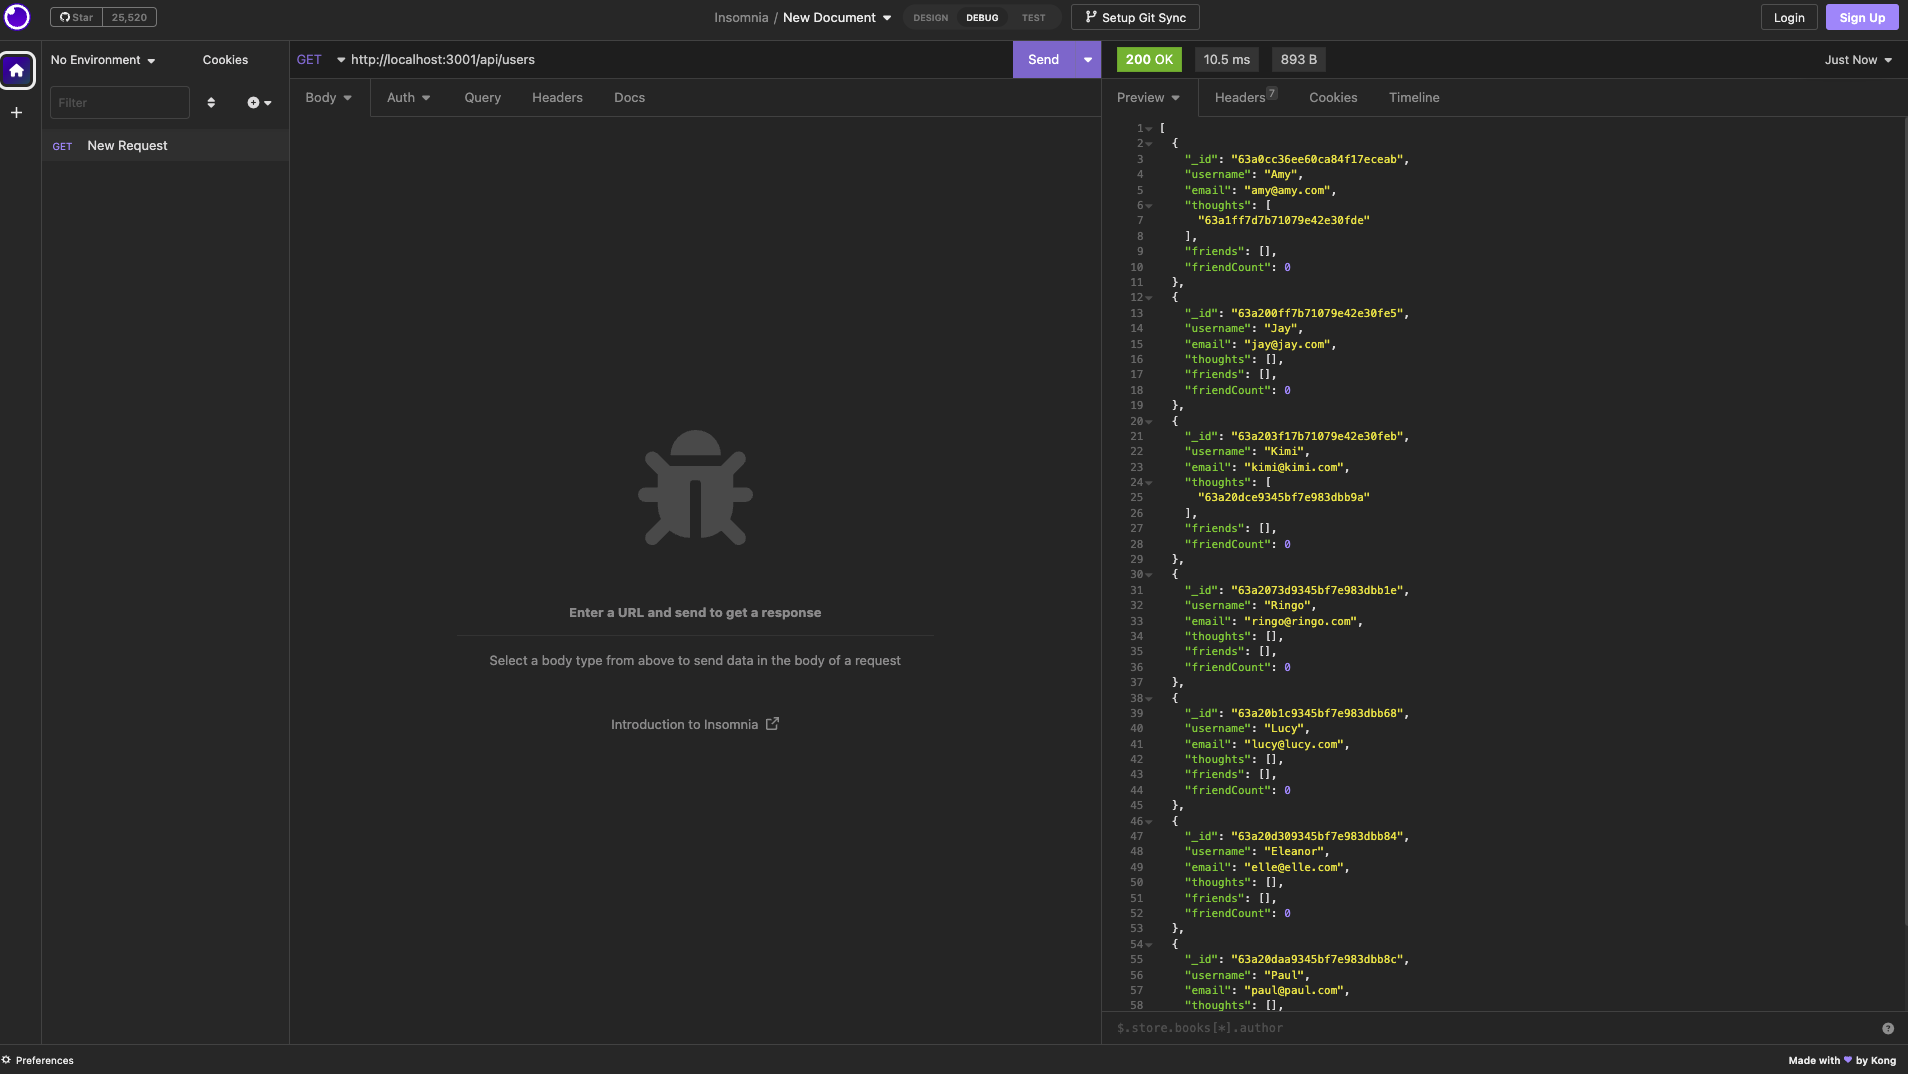 Star 25,520
Insomnia / New Document
DESIGN DEBUG TEST
Setup Git Sync
Login
Sign Up
No Environment
Cookies
GET http://localhost:3001/api/users
Send
200 OK
10.5 ms
893 B
Just Now
Filter
Body
Auth
Query
Headers
Docs
Preview
Headers 7
Cookies
Timeline
GET New Request
Enter a URL and send to get a response
Select a body type from above to send data in the body of a request
Introduction to Insomnia
1 [
2 {
3 "_id": "63a0cc36ee60ca84f17eceab",
4 "username": "Amy",
5 "email": "amy@amy.com",
6 "thoughts": [
7 "63a1ff7d7b71079e42e30fde"
8 ],
9 "friends": [],
10 "friendCount": 0
11 },
12 {
13 "_id": "63a200ff7b71079e42e30fe5",
14 "username": "Jay",
15 "email": "jay@jay.com",
16 "thoughts": [],
17 "friends": [],
18 "friendCount": 0
19 },
20 {
21 "_id": "63a203f17b71079e42e30feb",
22 "username": "Kimi",
23 "email": "kimi@kimi.com",
24 "thoughts": [
25 "63a20dce9345bf7e983dbb9a"
26 ],
27 "friends": [],
28 "friendCount": 0
29 },
30 {
31 "_id": "63a2073d9345bf7e983dbb1e",
32 "username": "Ringo",
33 "email": "ringo@ringo.com",
34 "thoughts": [],
35 "friends": [],
36 "friendCount": 0
37 },
38 {
39 "_id": "63a20b1c9345bf7e983dbb68",
40 "username": "Lucy",
41 "email": "lucy@lucy.com",
42 "thoughts": [],
43 "friends": [],
44 "friendCount": 0
45 },
46 {
47 "_id": "63a20d309345bf7e983dbb84",
48 "username": "Eleanor",
49 "email": "elle@elle.com",
50 "thoughts": [],
51 "friends": [],
52 "friendCount": 0
53 },
54 {
55 "_id": "63a20daa9345bf7e983dbb8c",
56 "username": "Paul",
57 "email": "paul@paul.com",
58 "thoughts": [],
$.store.books[*].author
Preferences
Made with by Kong